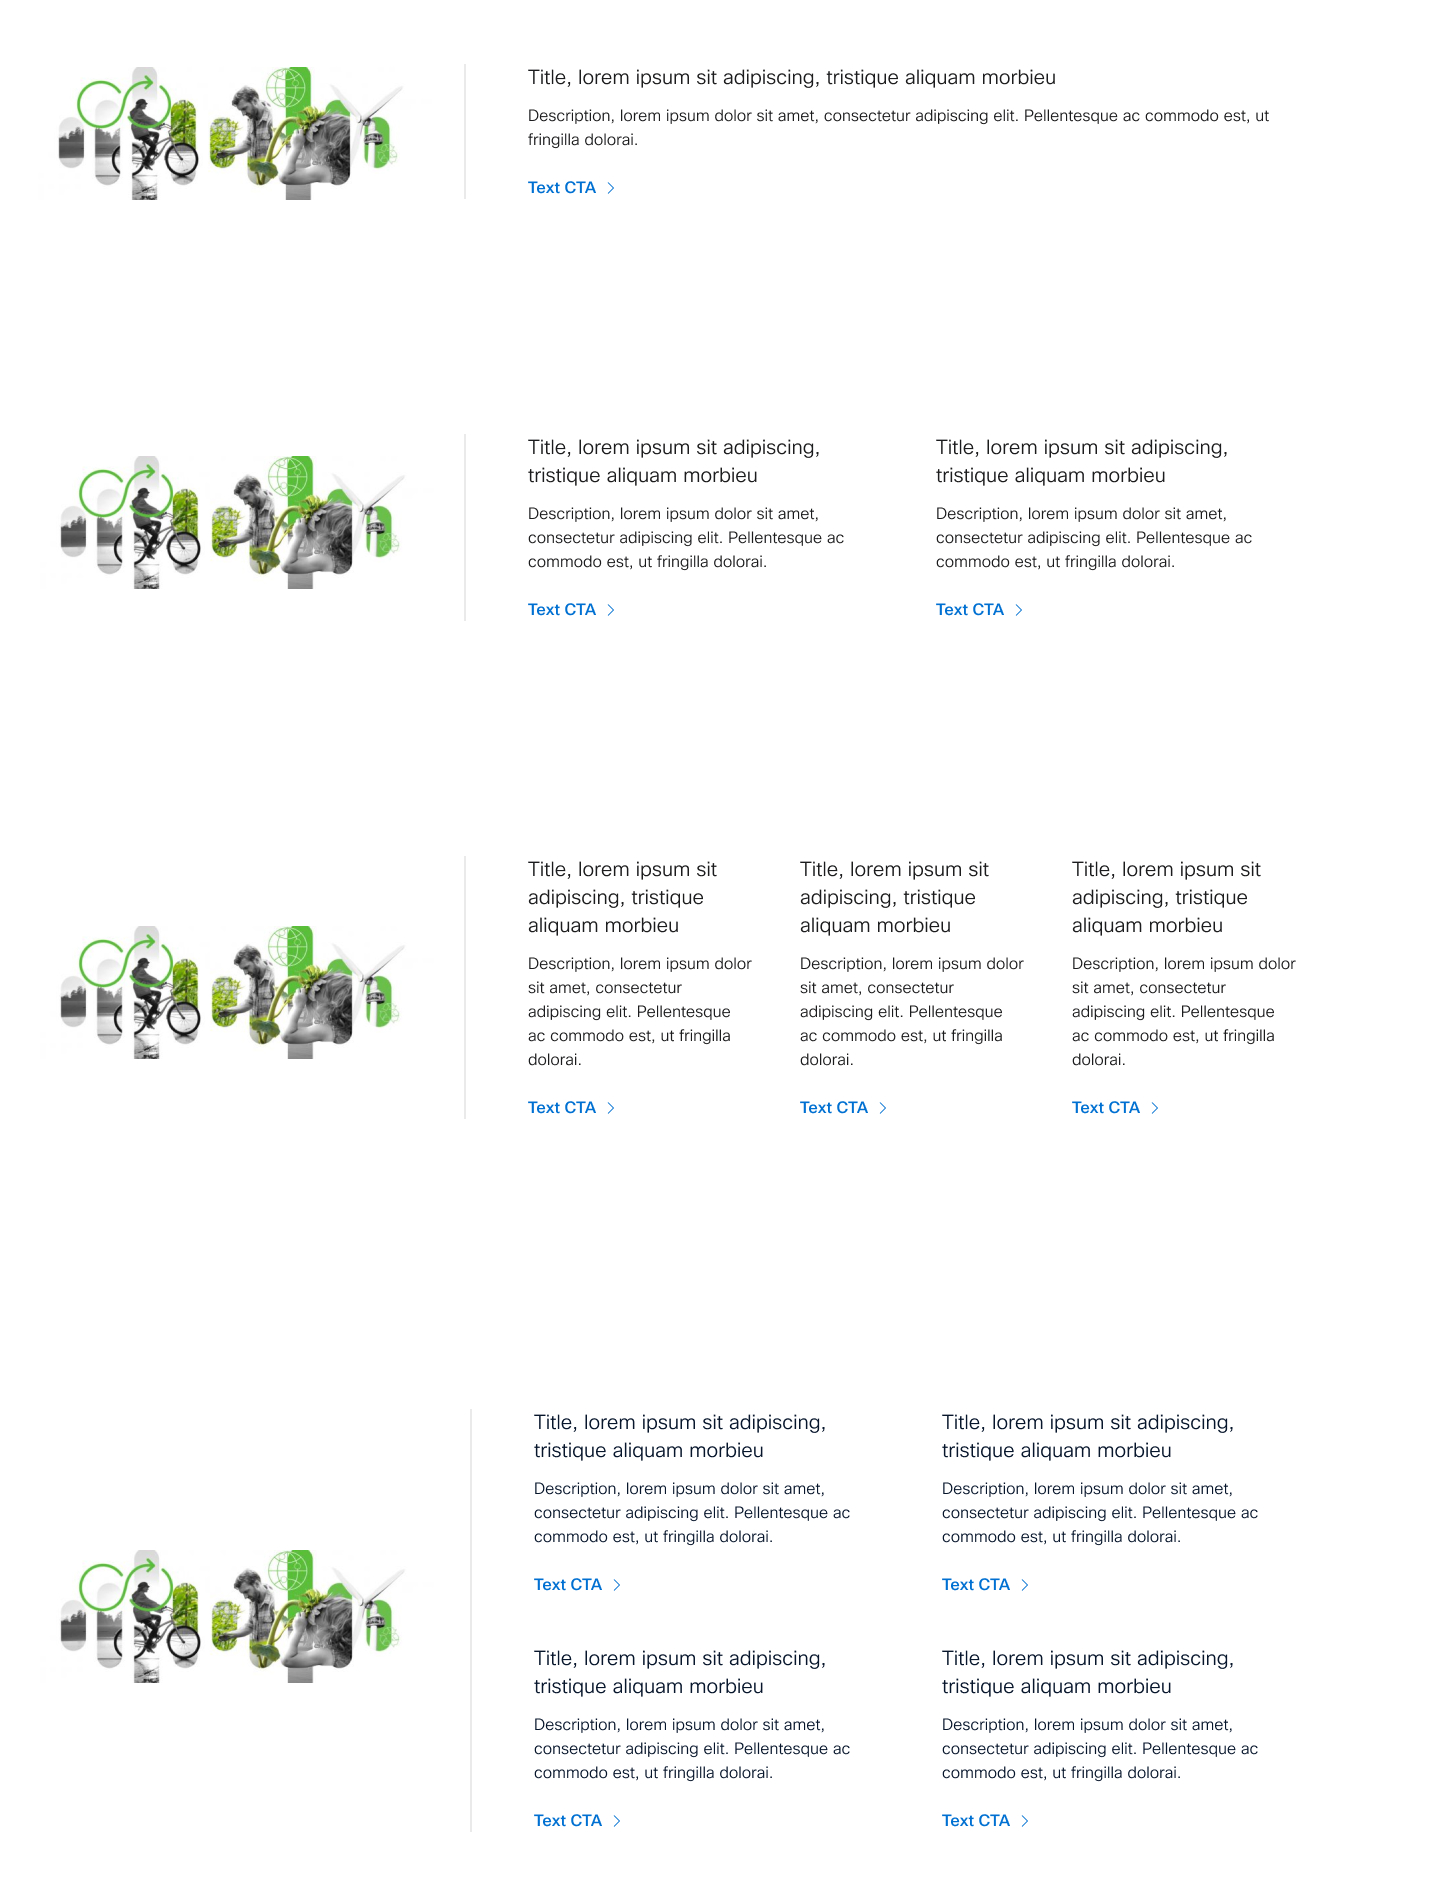 Title, lorem ipsum sit adipiscing, tristique aliquam morbieu
Description, lorem ipsum dolor sit amet, consectetur adipiscing elit. Pellentesque ac commodo est, ut
fringilla dolorai.
Text CTA
Title, lorem ipsum sit adipiscing,
tristique aliquam morbieu
Description, lorem ipsum dolor sit amet,
consectetur adipiscing elit. Pellentesque ac
commodo est, ut fringilla dolorai.
Text CTA
Title, lorem ipsum sit adipiscing,
tristique aliquam morbieu
Description, lorem ipsum dolor sit amet,
consectetur adipiscing elit. Pellentesque ac
commodo est, ut fringilla dolorai.
Text CTA
Title, lorem ipsum sit
adipiscing, tristique
aliquam morbieu
Description, lorem ipsum dolor
sit amet, consectetur
adipiscing elit. Pellentesque
ac commodo est, ut fringilla
dolorai.
Text CTA
Title, lorem ipsum sit
adipiscing, tristique
aliquam morbieu
Description, lorem ipsum dolor
sit amet, consectetur
adipiscing elit. Pellentesque
ac commodo est, ut fringilla
dolorai.
Text CTA
Title, lorem ipsum sit
adipiscing, tristique
aliquam morbieu
Description, lorem ipsum dolor
sit amet, consectetur
adipiscing elit. Pellentesque
ac commodo est, ut fringilla
dolorai.
Text CTA
Title, lorem ipsum sit adipiscing,
tristique aliquam morbieu
Description, lorem ipsum dolor sit amet,
consectetur adipiscing elit. Pellentesque ac
commodo est, ut fringilla dolorai.
Text CTA
Title, lorem ipsum sit adipiscing,
tristique aliquam morbieu
Description, lorem ipsum dolor sit amet,
consectetur adipiscing elit. Pellentesque ac
commodo est, ut fringilla dolorai.
Text CTA
Title, lorem ipsum sit adipiscing,
tristique aliquam morbieu
Description, lorem ipsum dolor sit amet,
consectetur adipiscing elit. Pellentesque ac
commodo est, ut fringilla dolorai.
Text CTA
Title, lorem ipsum sit adipiscing,
tristique aliquam morbieu
Description, lorem ipsum dolor sit amet,
consectetur adipiscing elit. Pellentesque ac
commodo est, ut fringilla dolorai.
Text CTA